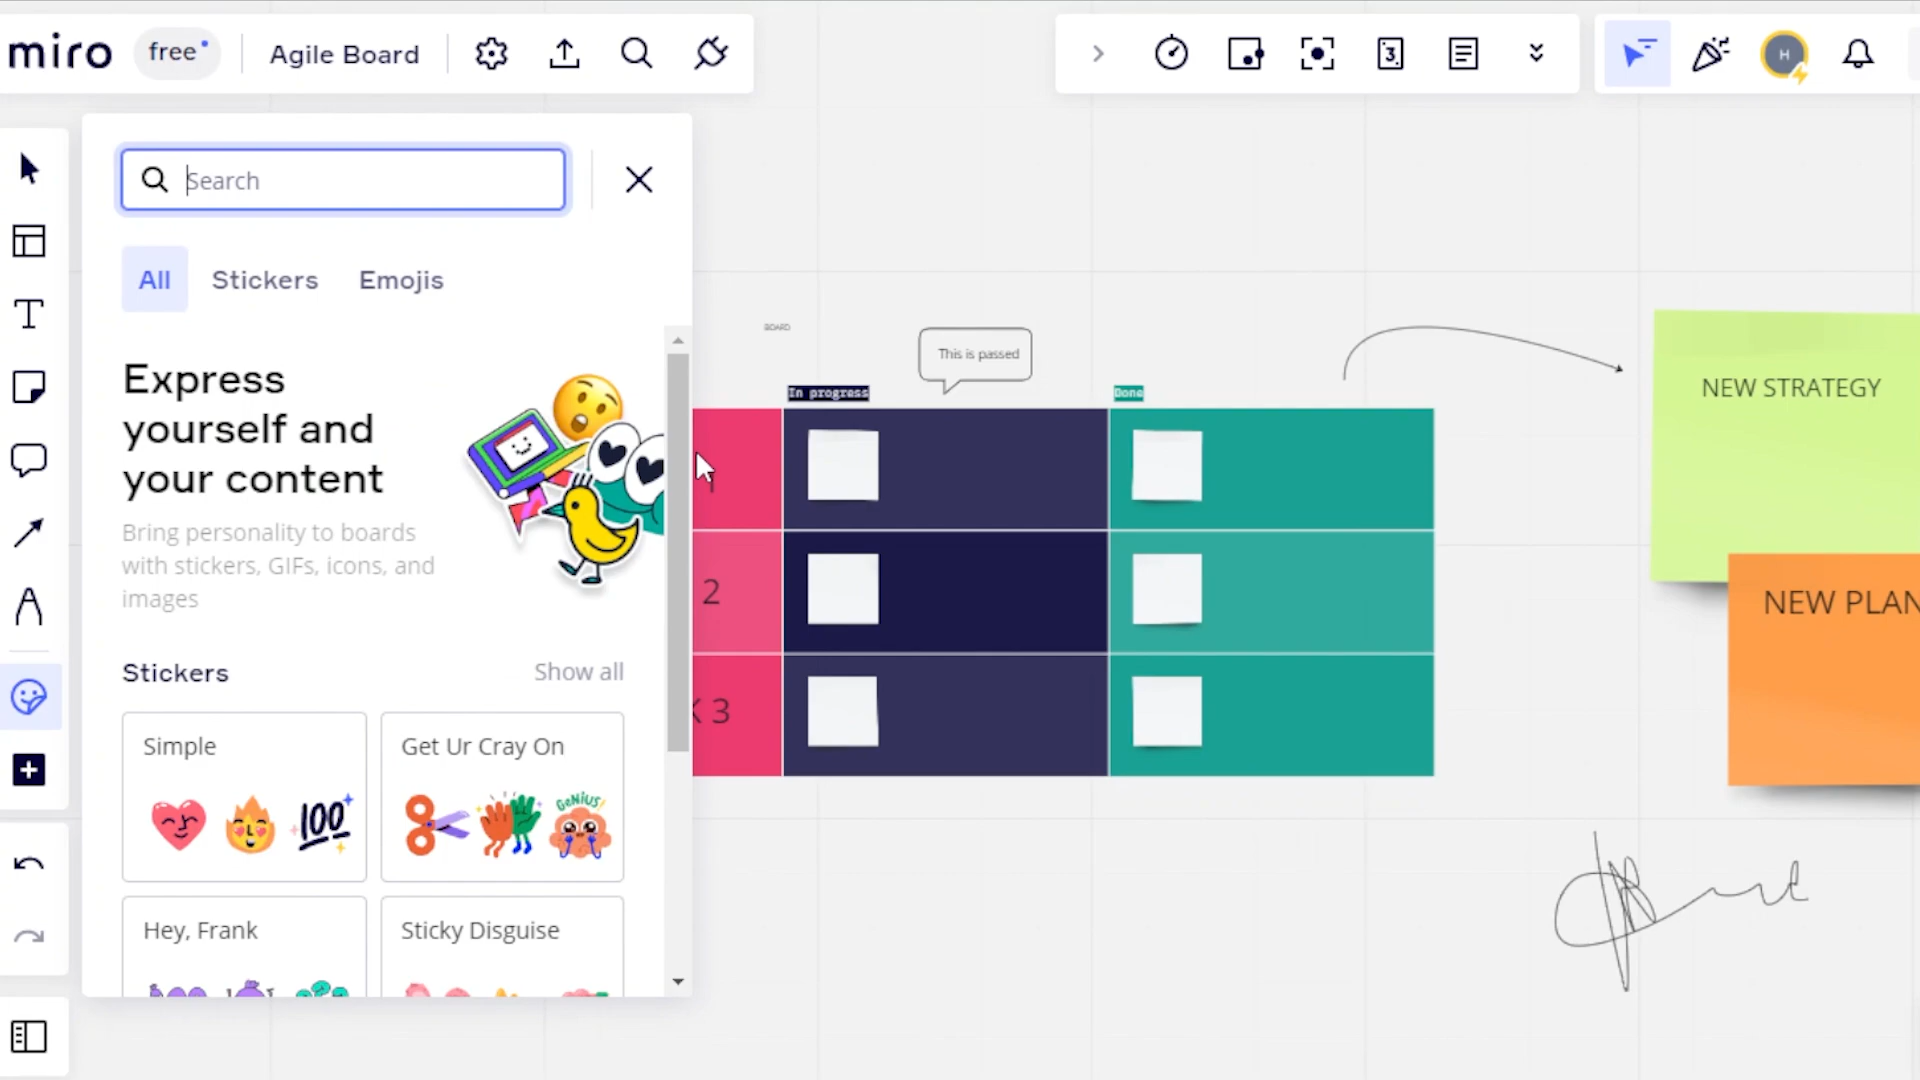 miro
free
Agile Board
3
H
Search
All
Stickers
Emojis
Express
yourself and
your content
Bring personality to boards
with stickers, GIFs, icons, and
images
Stickers
Show all
Simple
100
Get Ur Cray On
GENIUS!
Hey, Frank
Sticky Disguise
BOARD
This is passed
In progress
Done
2
3
NEW STRATEGY
NEW PLAN